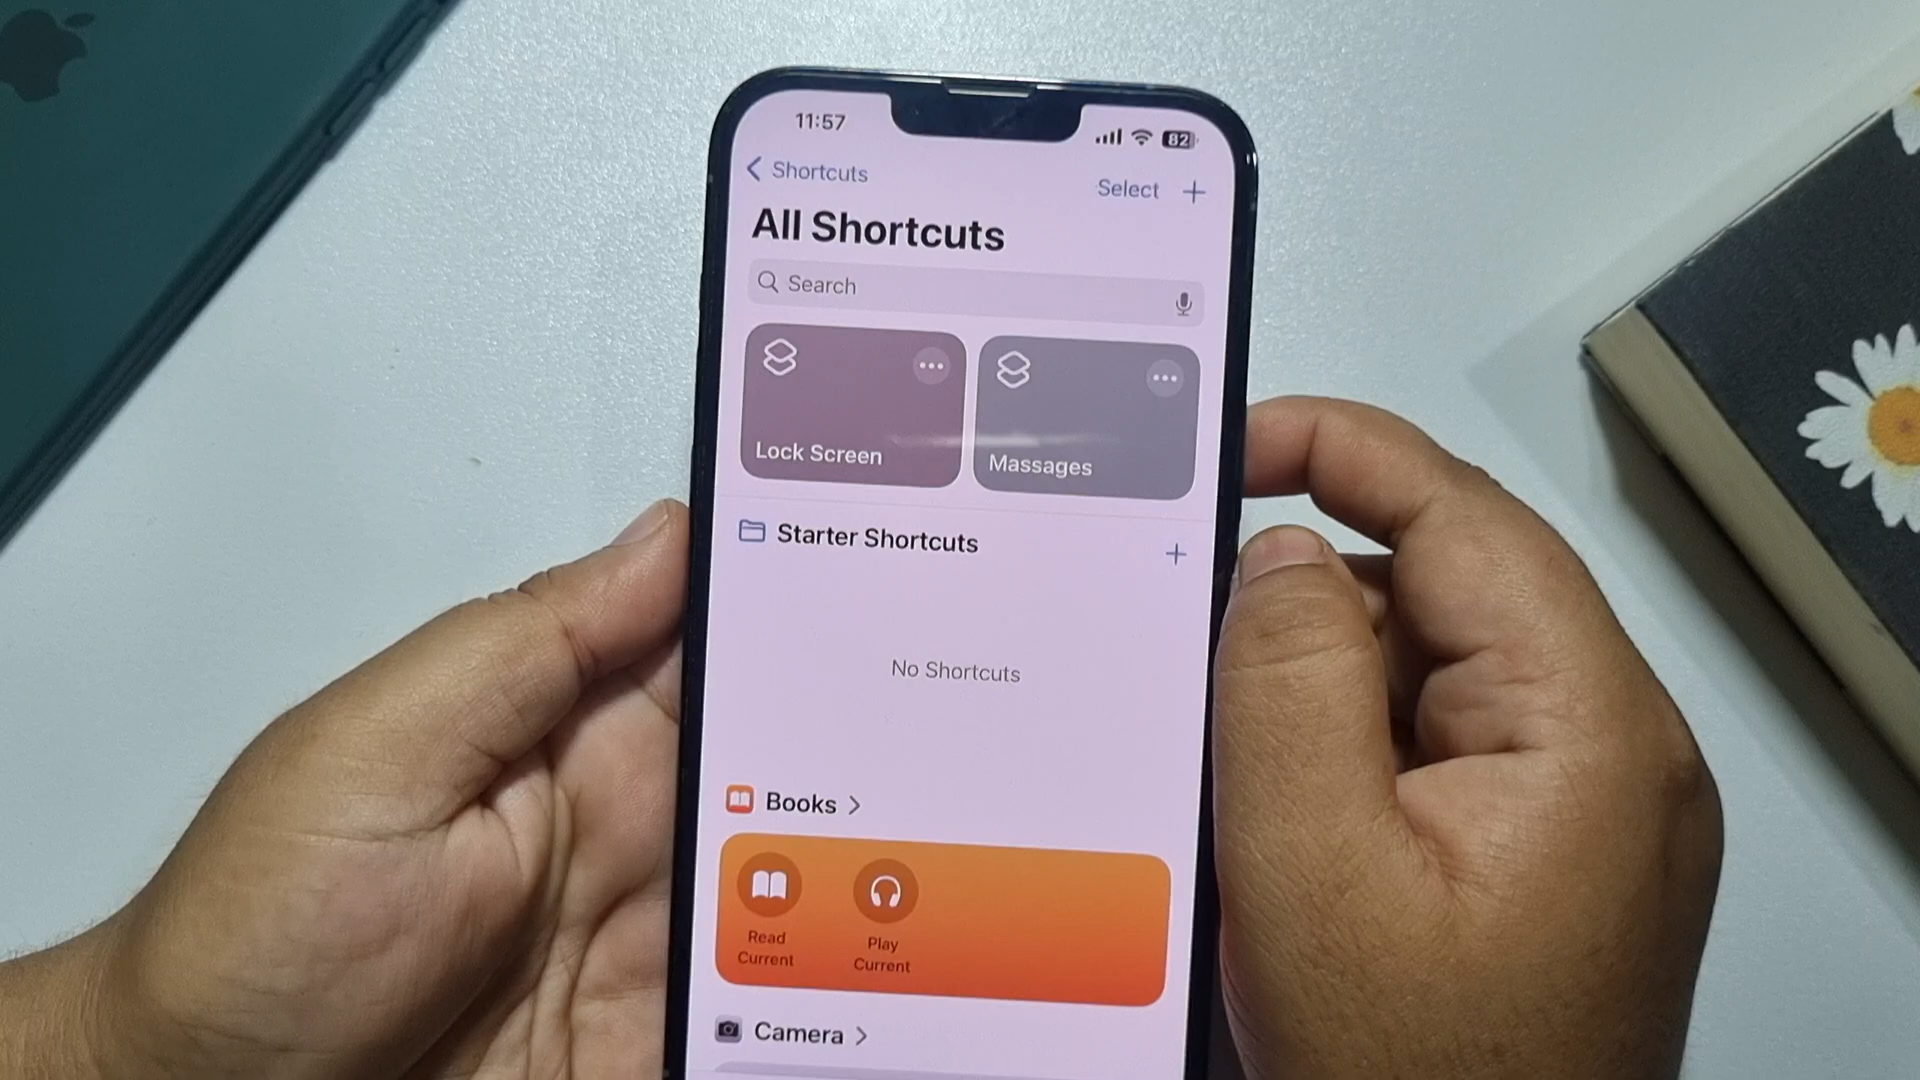 11:57
82
Shortcuts
Select
All Shortcuts
Search
Lock Screen
Massages
Starter Shortcuts
No Shortcuts
Books
Read
Current
Play
Current
Camera